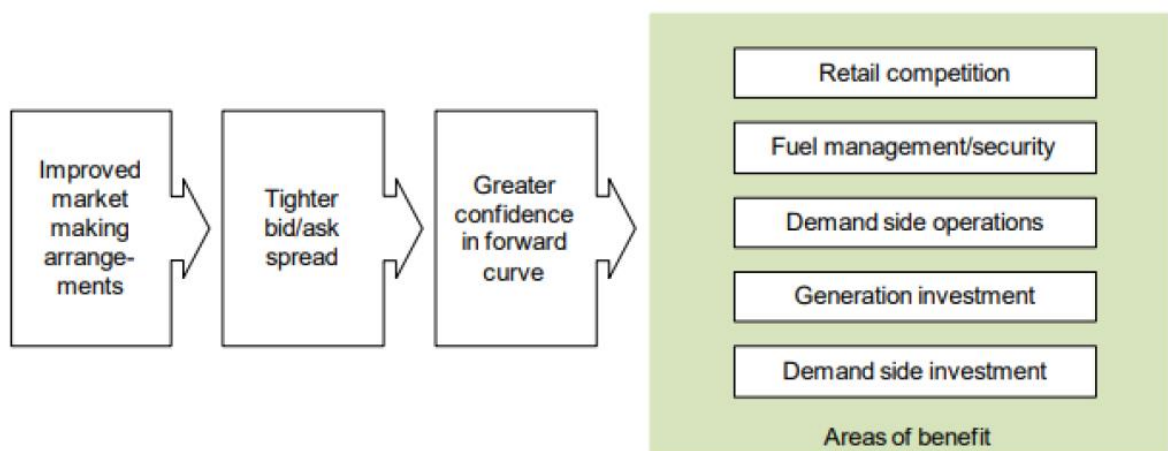 Improved
market
making
arrange-
ments
Tighter
bid/ask
spread
Greater
confidence
in forward
curve
Retail competition
Fuel management/security
Demand side operations
Generation investment
Demand side investment
Areas of benefit